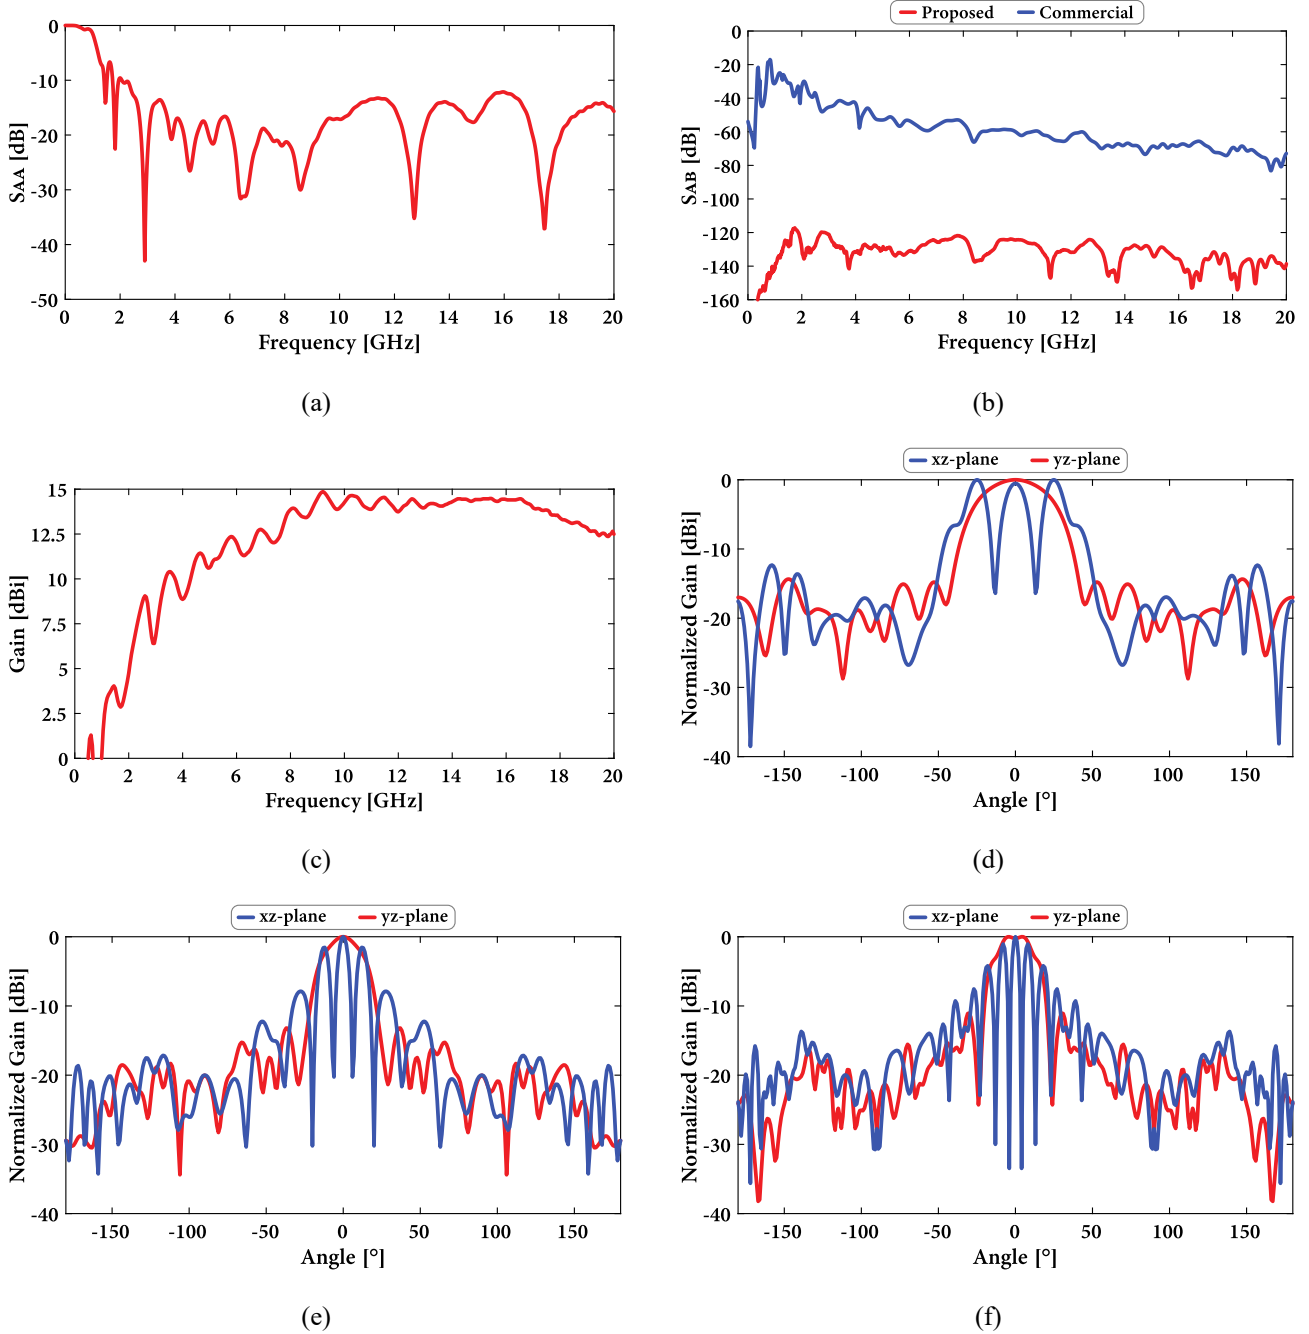 Proposed Commercial
0
-10
-20
-30
-40
-50
SAA [dB]
0 2 4 6 8 10 12 14 16 18 20
Frequency [GHz]
(a)
0
-20
-40
-60
-80
-100
-120
-140
-160
SAB [dB]
0 2 4 6 8 10 12 14 16 18 20
Frequency [GHz]
(b)
15
12.5
10
7.5
5
2.5
0
Gain [dBi]
0 2 4 6 8 10 12 14 16 18 20
Frequency [GHz]
(c)
xz-plane yz-plane
0
-10
-20
-30
-40
Normalized Gain [dBi]
-150 -100 -50 0 50 100 150
Angle [°]
(d)
xz-plane yz-plane
0
-10
-20
-30
-40
Normalized Gain [dBi]
-150 -100 -50 0 50 100 150
Angle [°]
(e)
xz-plane yz-plane
0
-10
-20
-30
-40
Normalized Gain [dBi]
-150 -100 -50 0 50 100 150
Angle [°]
(f)